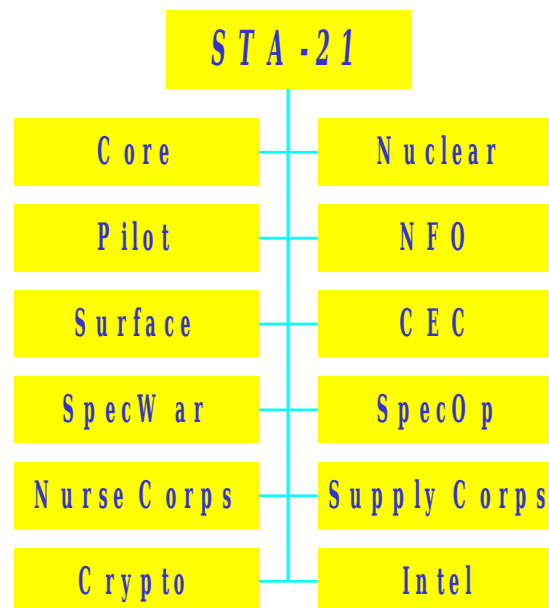 STA-21
Core
Nuclear
Pilot
NFO
Surface
CEC
SpecWar
SpecOp
Nurse Corps
Supply Corps
Crypto
Intel